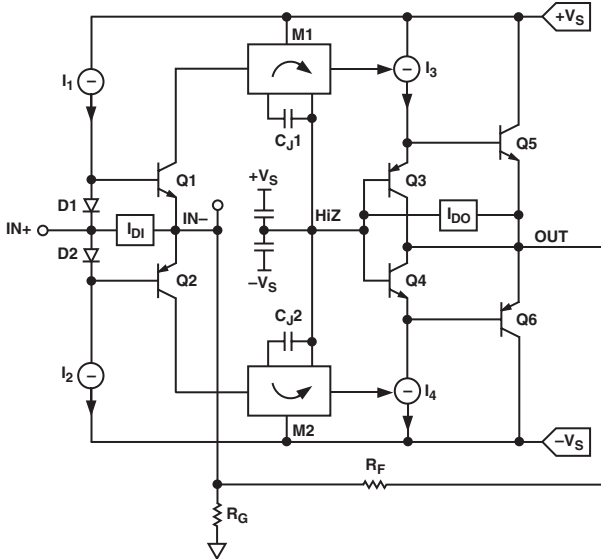 +VS
M1
I1
I3
CJ1
Q5
Q1
Q3
+VS
D1
IN–
IN+
IDI
HiZ
IDO
OUT
D2
Q2
–VS
Q4
Q6
CJ2
I2
I4
M2
–VS
RF
RG